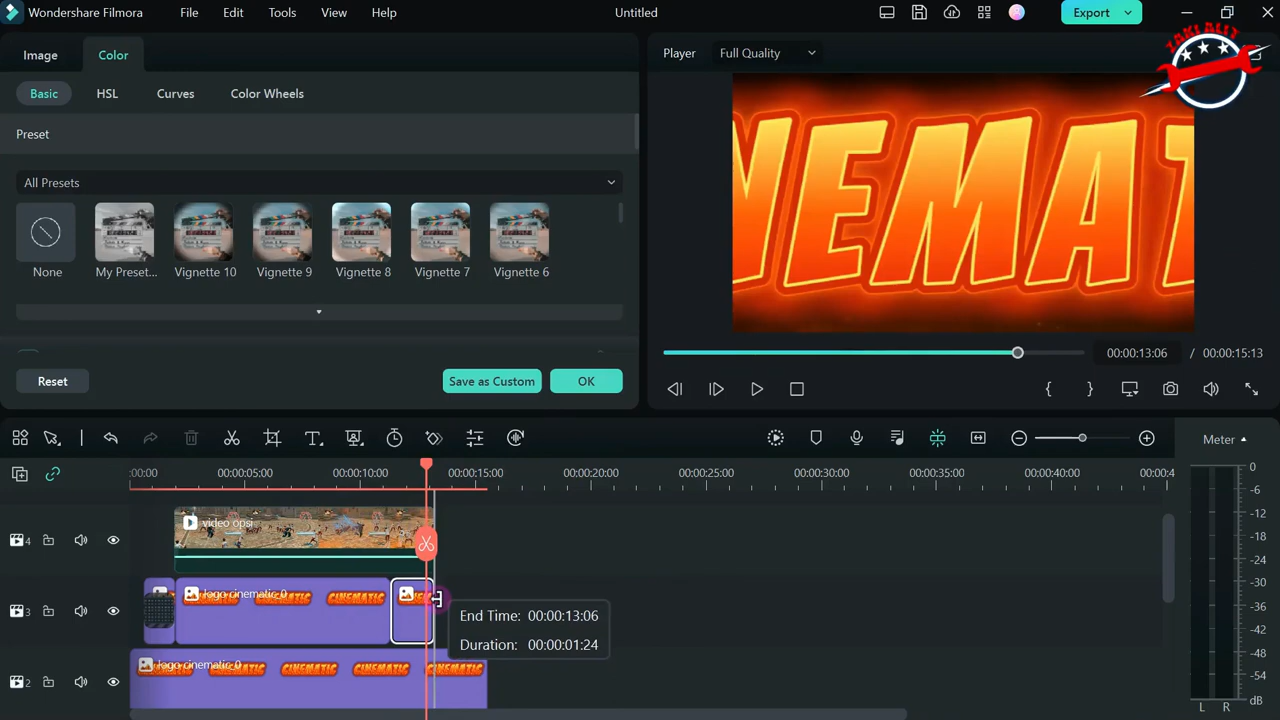 Wondershare Filmora File Edit Tools View Help Untitled Export
ZAKI ALIT
Image Color
Player Full Quality
Basic HSL Curves Color Wheels
Preset
All Presets
None My Preset... Vignette 10 Vignette 9 Vignette 8 Vignette 7 Vignette 6
NEMAT
00:00:13:06 / 00:00:15:13
Reset Save as Custom OK
Meter
:00:00 00:00:05:00 00:00:10:00 00:00:15:00 00:00:20:00 00:00:25:00 00:00:30:00 00:00:35:00 00:00:40:00 00:00:4
0
-6
-12
-18
-24
-30
-36
-42
-48
-54
-60
L R
4 video opsi
3 logo cinematic 0
CINEMATIC CINEMATIC
End Time: 00:00:13:06
Duration: 00:00:01:24
2 logo cinematic 0
CINEMATIC CINEMATIC CINEMATIC CINEMATIC